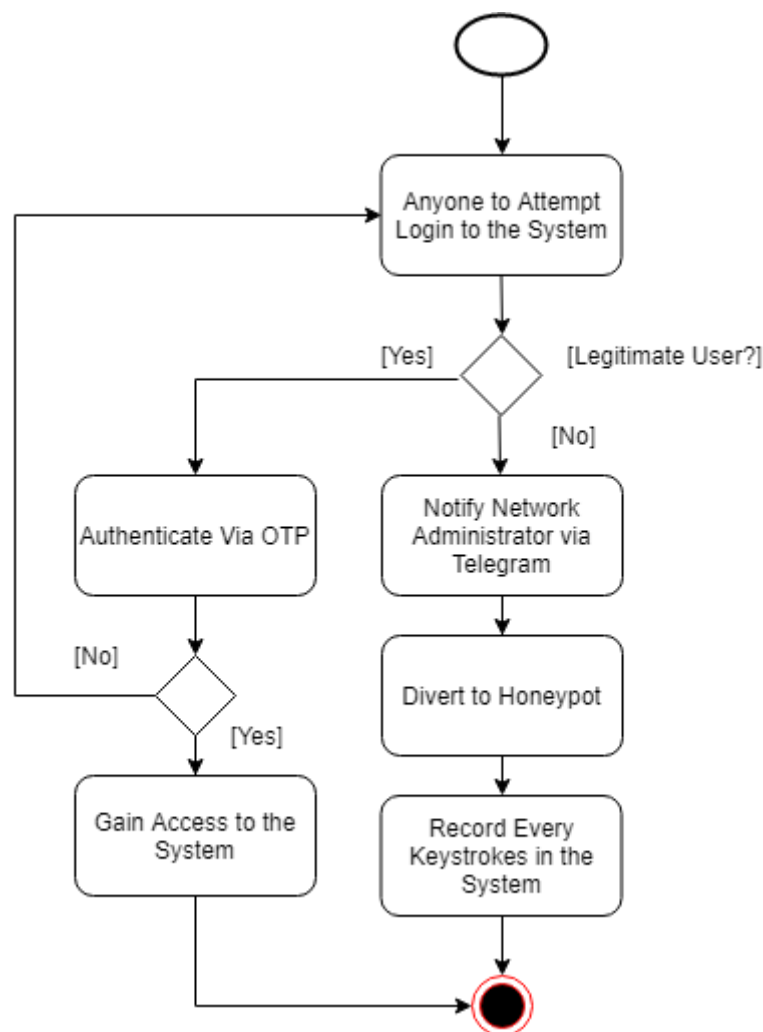 Anyone to Attempt
Login to the System
[Yes]
[Legitimate User?]
[No]
Authenticate Via OTP
Notify Network
Administrator via
Telegram
[No]
Divert to Honeypot
[Yes]
Gain Access to the
System
Record Every
Keystrokes in the
System